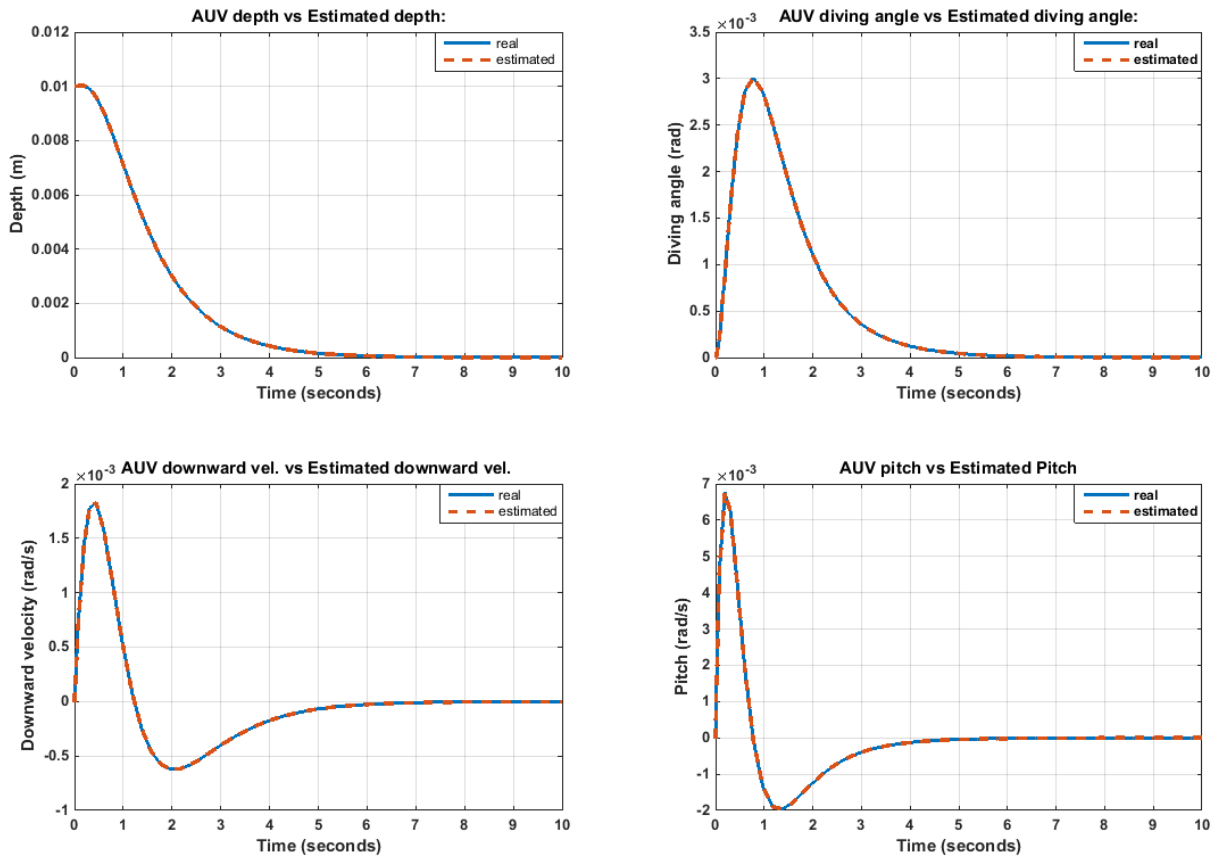 AUV depth vs Estimated depth:
0.012
0.01
0.008
0.006
0.004
0.002
0
Depth (m)
real
estimated
0 1 2 3 4 5 6 7 8 9 10
Time (seconds)
AUV diving angle vs Estimated diving angle:
×10-3
3.5
3
2.5
2
1.5
1
0.5
0
Diving angle (rad)
real
estimated
0 1 2 3 4 5 6 7 8 9 10
Time (seconds)
AUV downward vel. vs Estimated downward vel.
×10-3
2
1.5
1
0.5
0
-0.5
-1
Downward velocity (rad/s)
real
estimated
0 1 2 3 4 5 6 7 8 9 10
Time (seconds)
AUV pitch vs Estimated Pitch
×10-3
7
6
5
4
3
2
1
0
-1
-2
Pitch (rad/s)
real
estimated
0 1 2 3 4 5 6 7 8 9 10
Time (seconds)